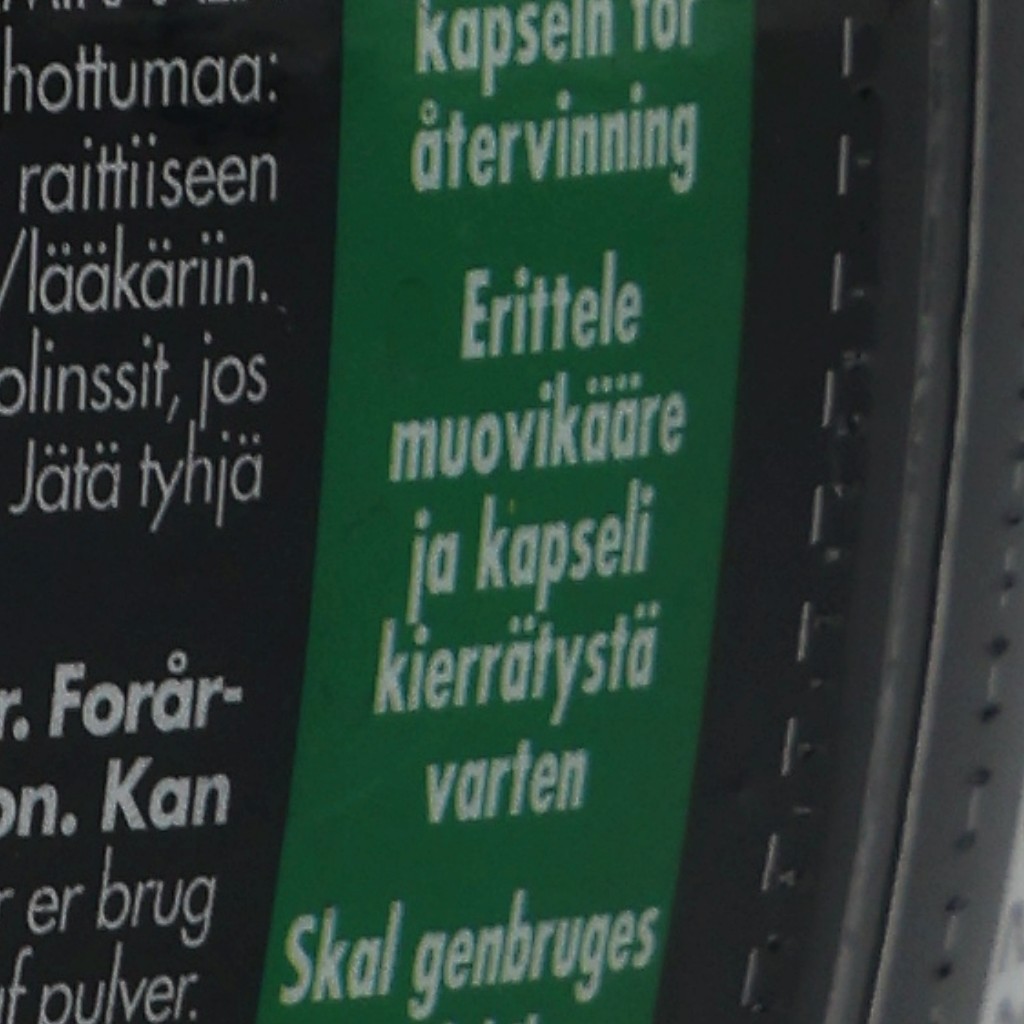 hottumaa:
raittiiseen
/lääkäriin.
olinssit, jos
Jätä tyhjä
r. Forår-
on. Kan
er brug
af pulver.
kapseln för
återvinning
Erittele
muovikääre
ja kapseli
kierrätystä
varten
Skal genbruges